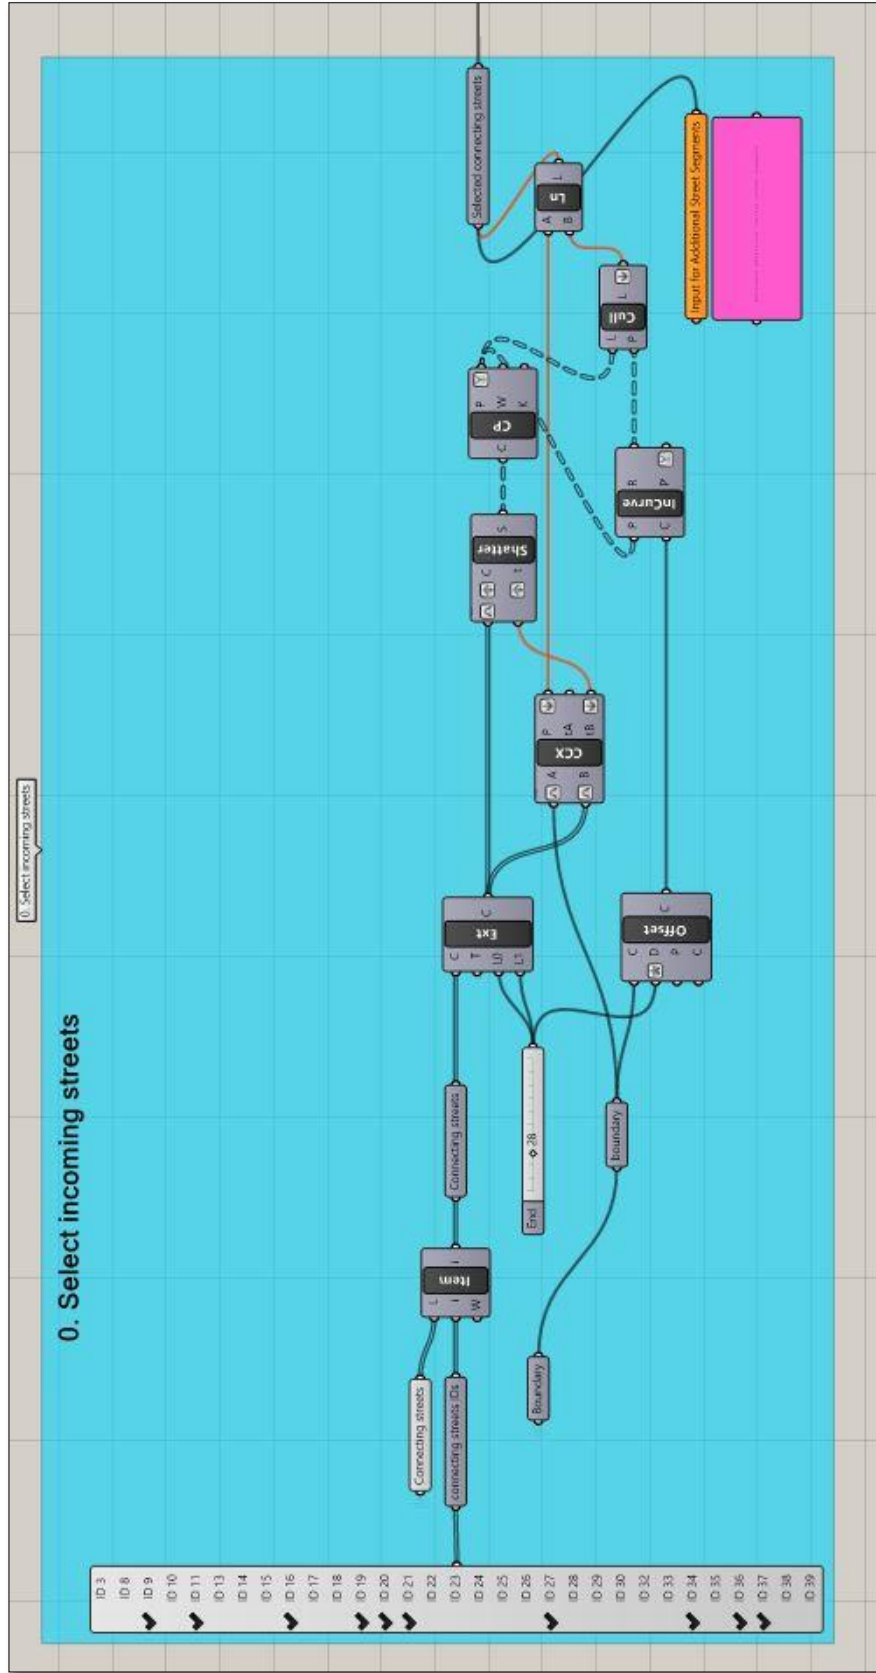 0. Select incoming streets
0. Select incoming streets
ID 3
ID 8
ID 9
ID 10
ID 11
ID 13
ID 14
ID 15
ID 16
ID 17
ID 18
ID 19
ID 20
ID 21
ID 22
ID 23
ID 24
ID 25
ID 26
ID 27
ID 28
ID 29
ID 30
ID 32
ID 33
ID 34
ID 35
ID 36
ID 37
ID 38
ID 39
Connecting streets
connecting streets IDs
Boundary
L
I
W
Item
I
Connecting streets
End
28
boundary
C
T
L0
L1
Ext
C
C
D
P
C
Offset
C
A
B
CCX
P
tA
tB
C
t
Shatter
S
P
C
InCurve
R
P'
C
CP
P
W
K
L
P
Cull
L
A
B
Ln
L
Selected connecting streets
Input for Additional Street Segments